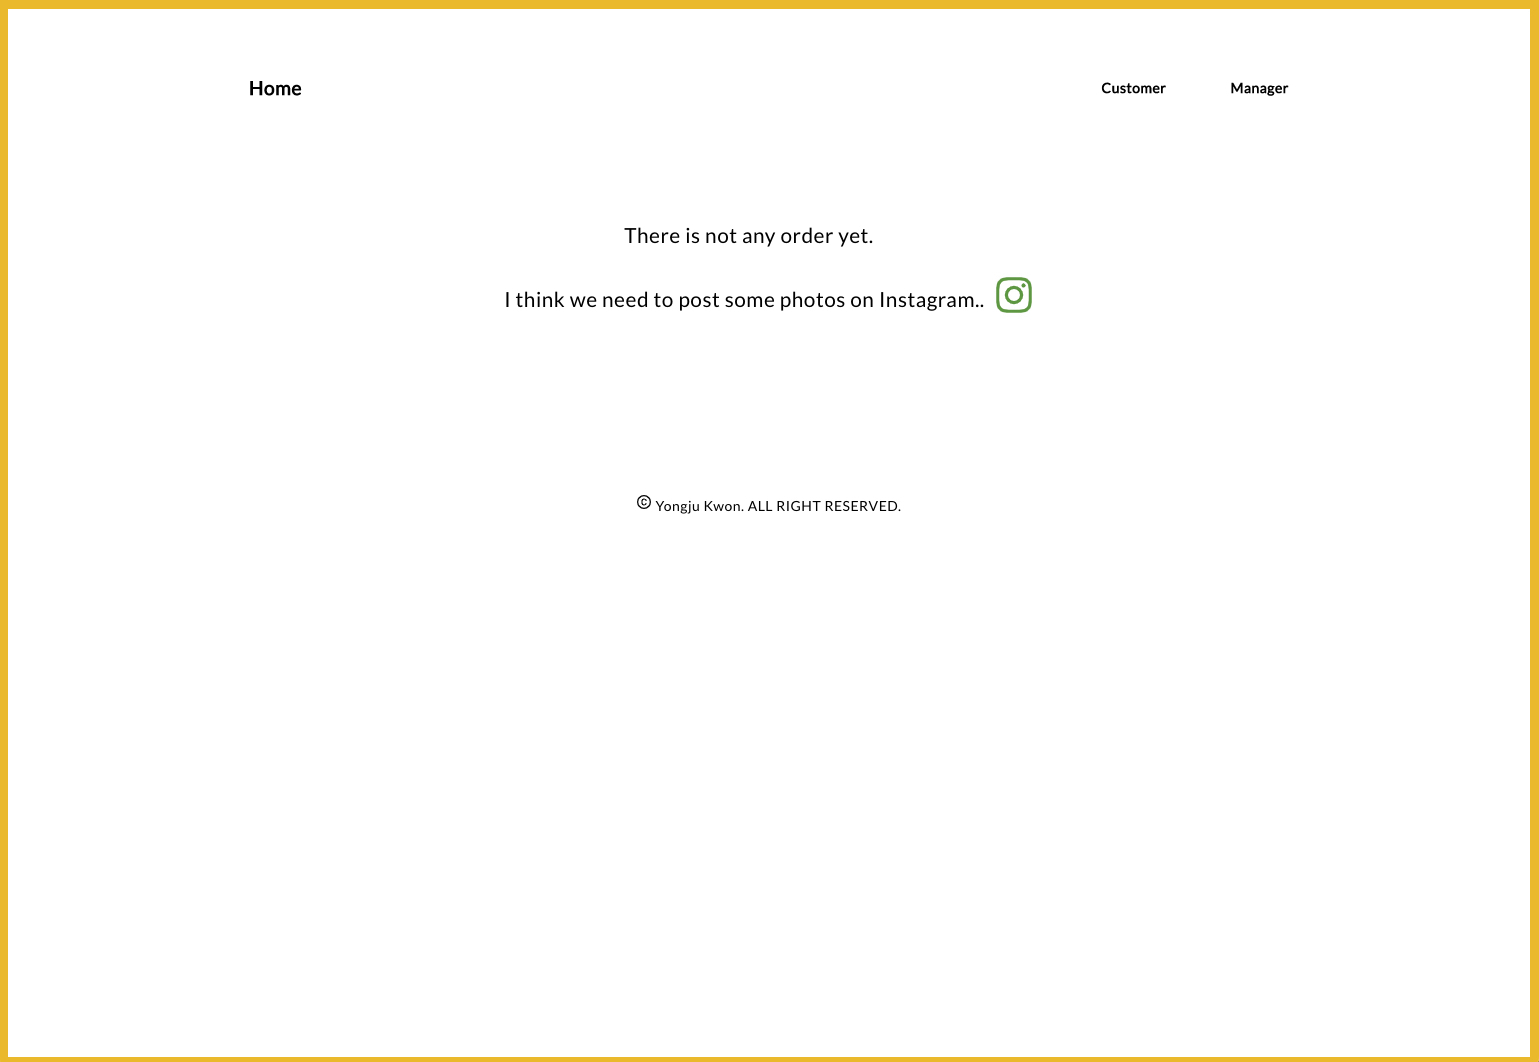 Home Customer Manager
There is not any order yet.
I think we need to post some photos on Instagram..
© Yongju Kwon. ALL RIGHT RESERVED.